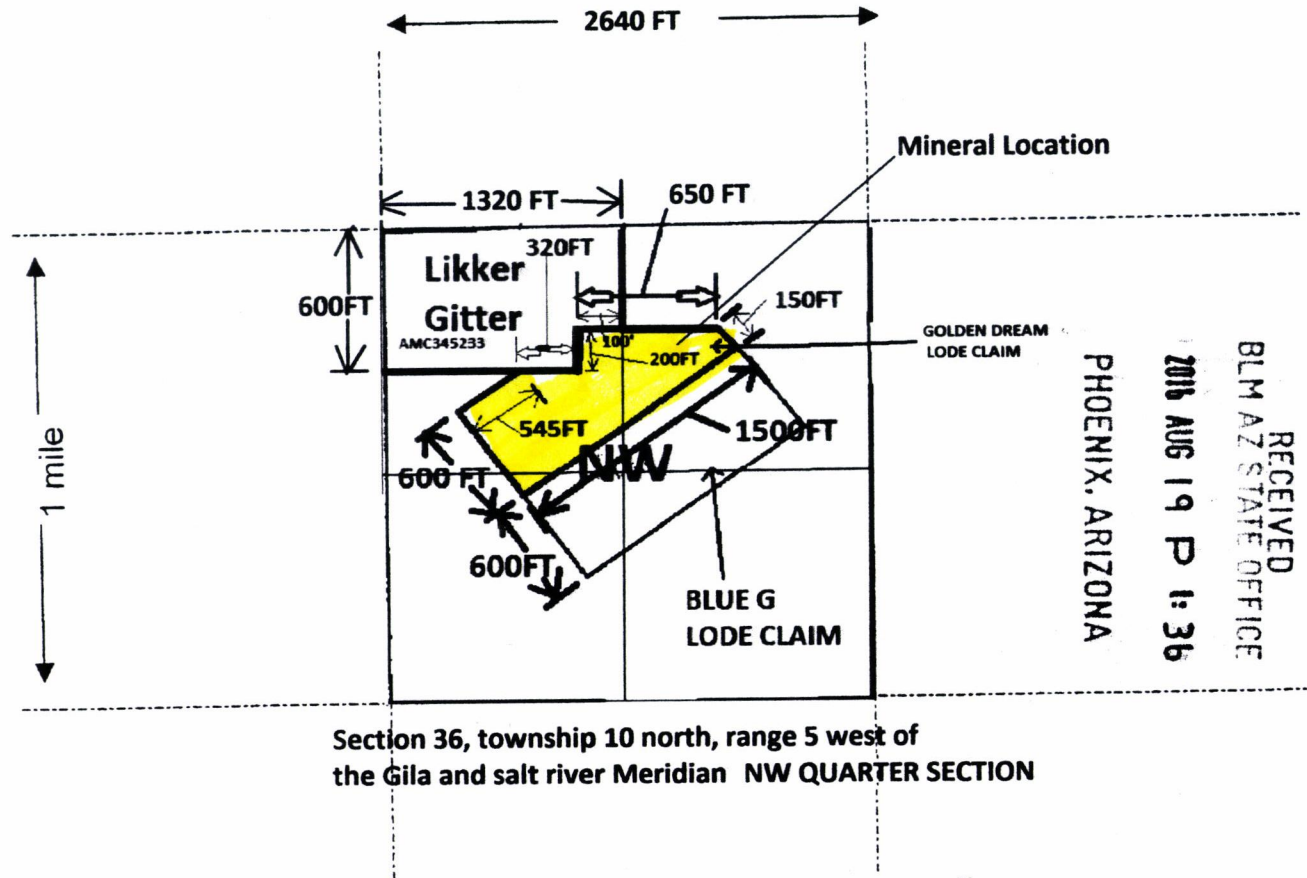 2640 FT
Mineral Location
1320 FT
650 FT
320FT
Likker
Gitter
AMC345233
600FT
150FT
100'
200FT
GOLDEN DREAM
LODE CLAIM
545FT
1500FT
NW
600 FT
600FT
1 mile
BLUE G
LODE CLAIM
RECEIVED
BLM AZ STATE OFFICE
2016 AUG 19 P 1:36
PHOENIX, ARIZONA
Section 36, township 10 north, range 5 west of
the Gila and salt river Meridian NW QUARTER SECTION